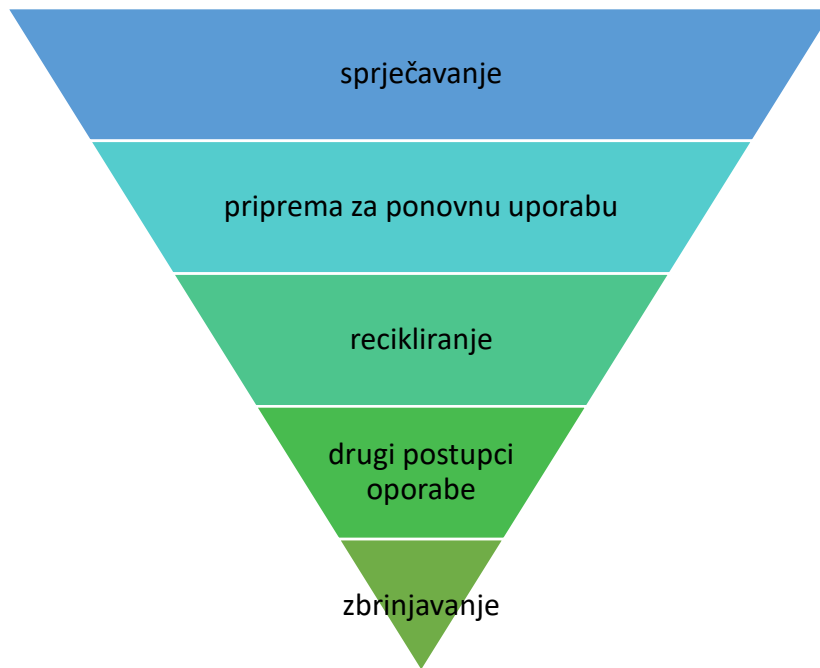 sprječavanje
priprema za ponovnu uporabu
recikliranje
drugi postupci
oporabe
zbrinjavanje